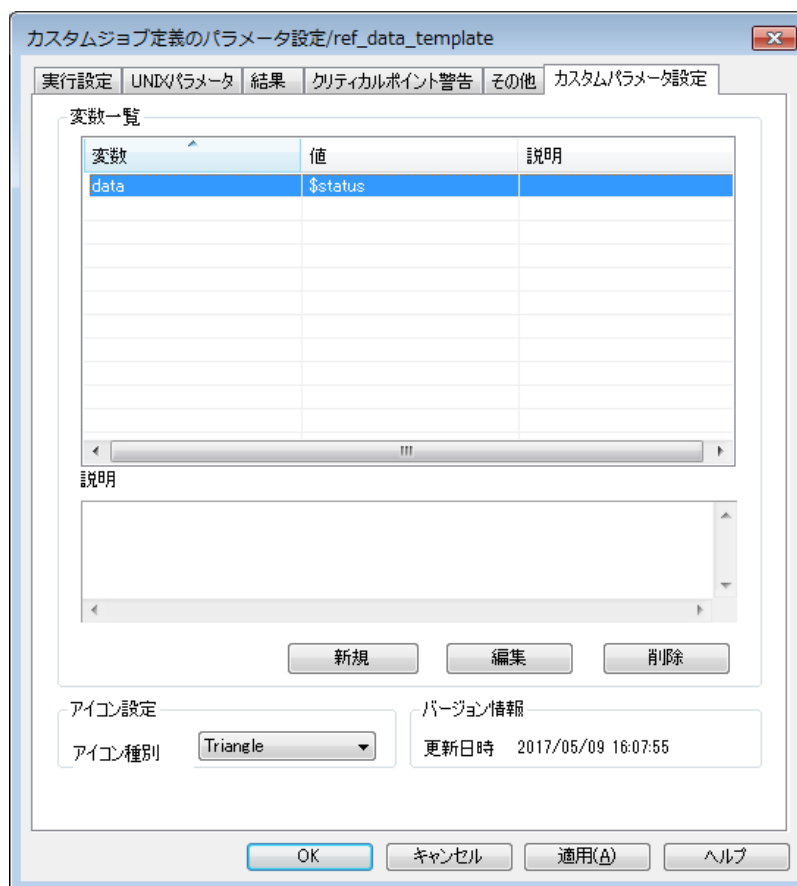 カスタムジョブ定義のパラメータ設定/ref_data_template
実行設定 UNIXパラメータ 結果 クリティカルポイント警告 その他 カスタムパラメータ設定
変数一覧
変数 値 説明
data $status
説明
新規 編集 削除
アイコン設定 バージョン情報
アイコン種別 Triangle 更新日時 2017/05/09 16:07:55
OK キャンセル 適用(A) ヘルプ